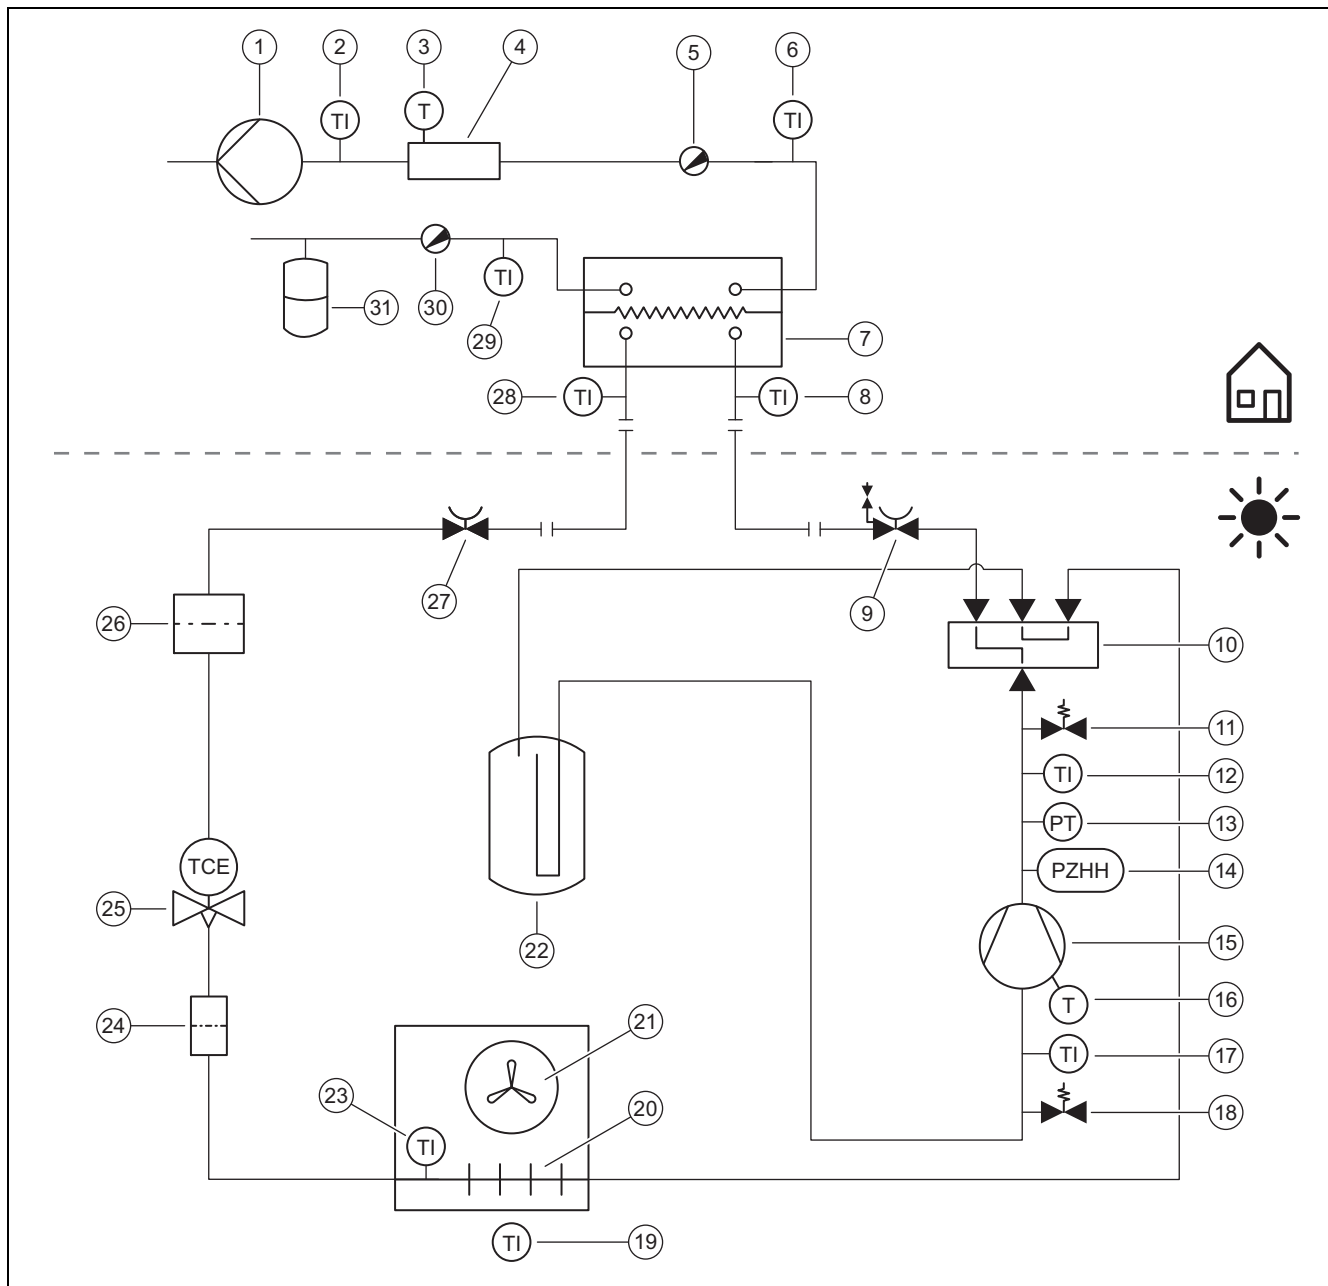 1 2 3 4 5 6
TI T TI
TI
31 30 29 7
28 TI TI 8
27 9
26 10
11
TI 12
PT 13
TCE PZHH 14
25 22 15
T 16
24 21 TI 17
23 20 18
TI
TI 19